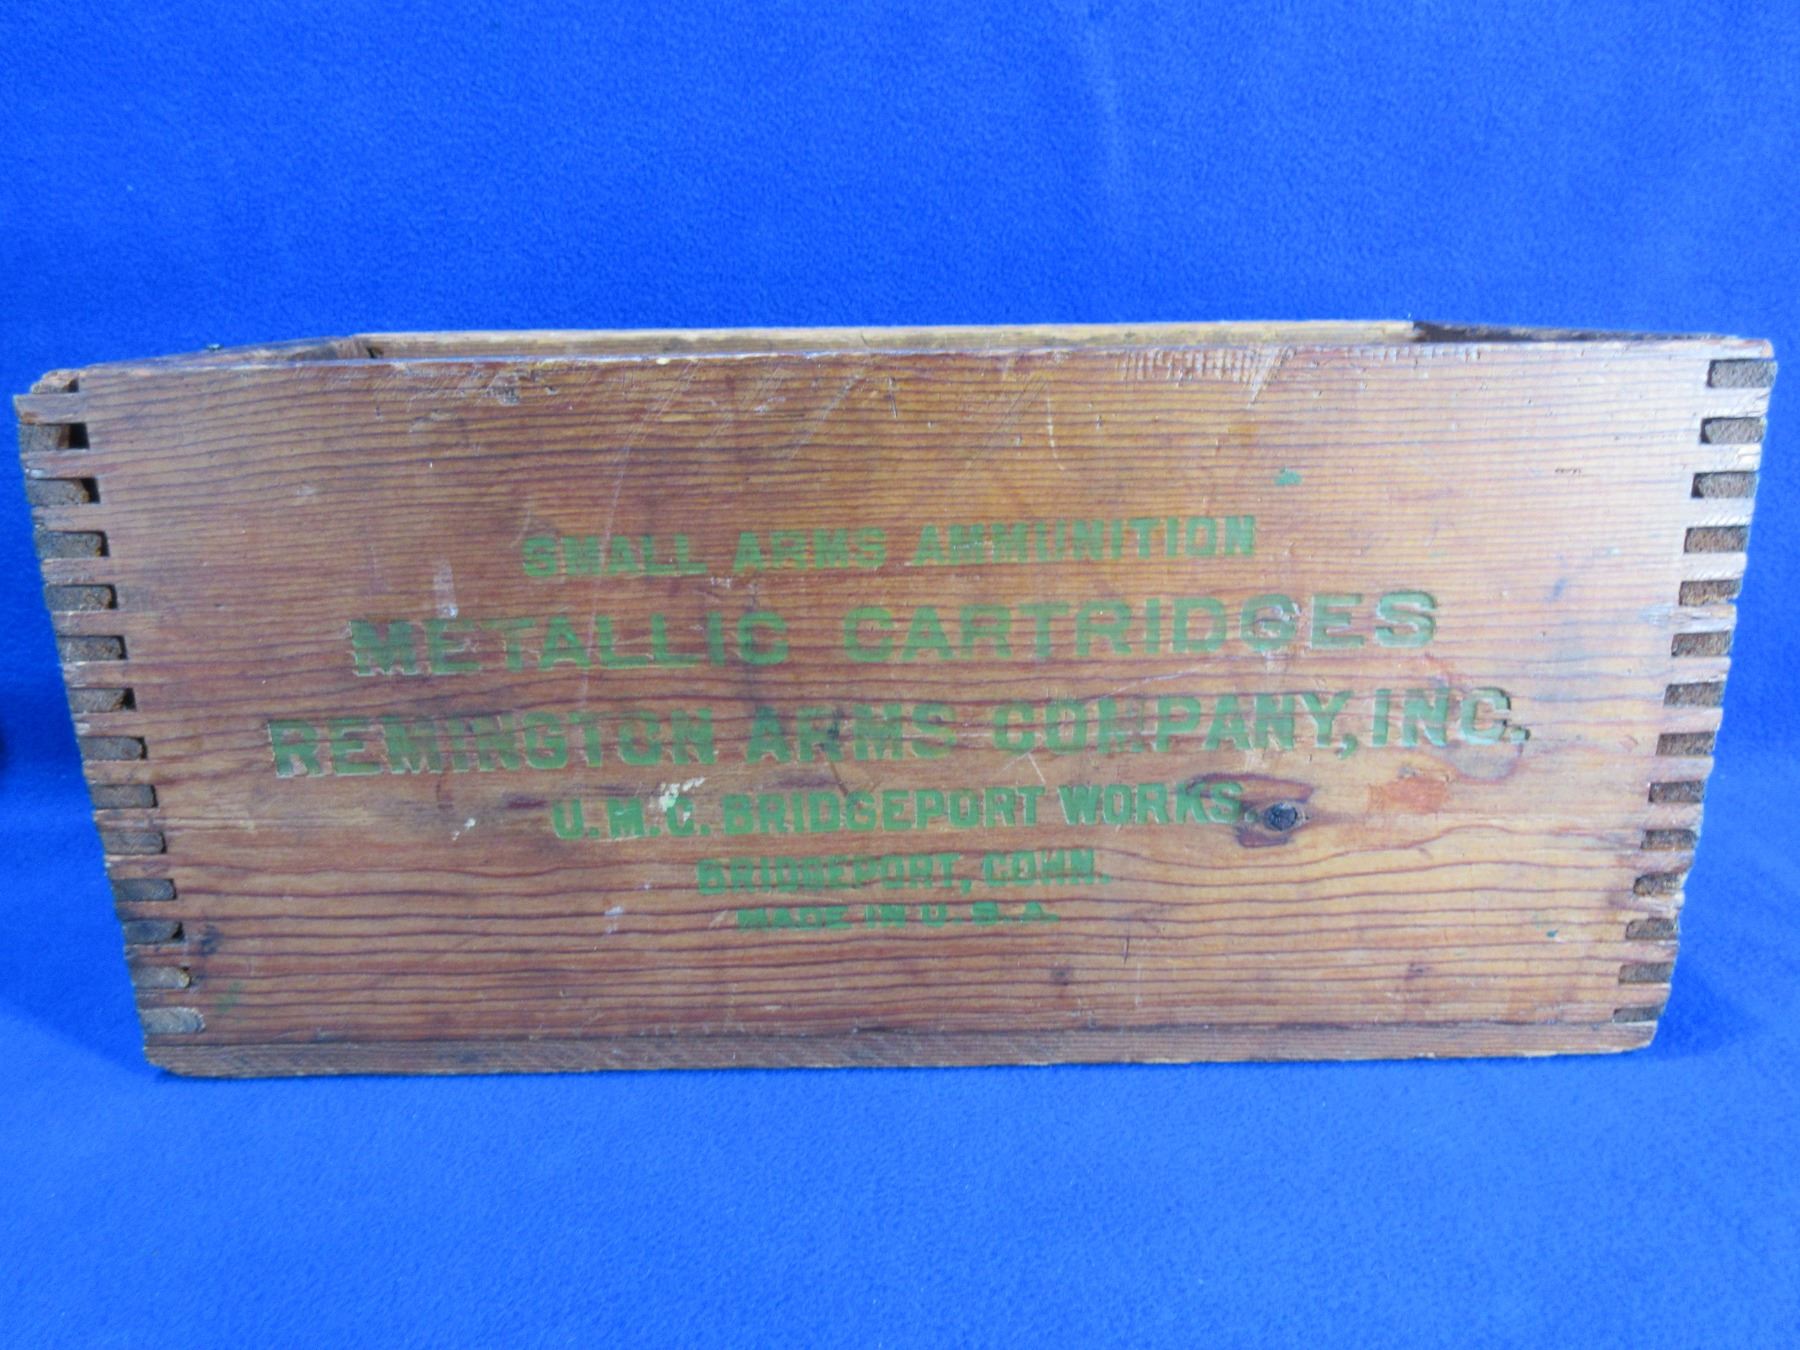 SMALL ARMS AMMUNITION
METALLIC CARTRIDGES
REMINGTON ARMS COMPANY, INC.
U.M.C. BRIDGEPORT WORKS.
BRIDGEPORT, CONN.
MADE IN U.S.A.